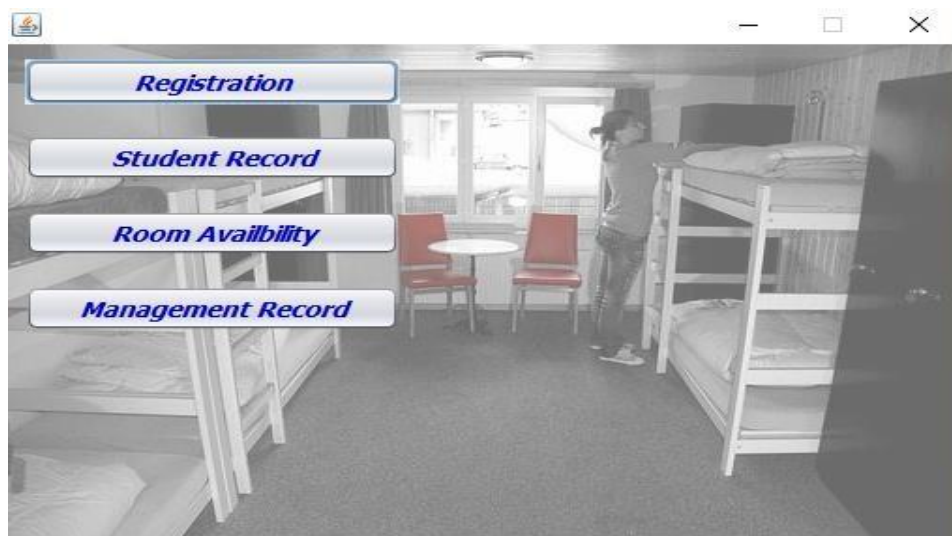 Registration
Student Record
Room Availbility
Management Record